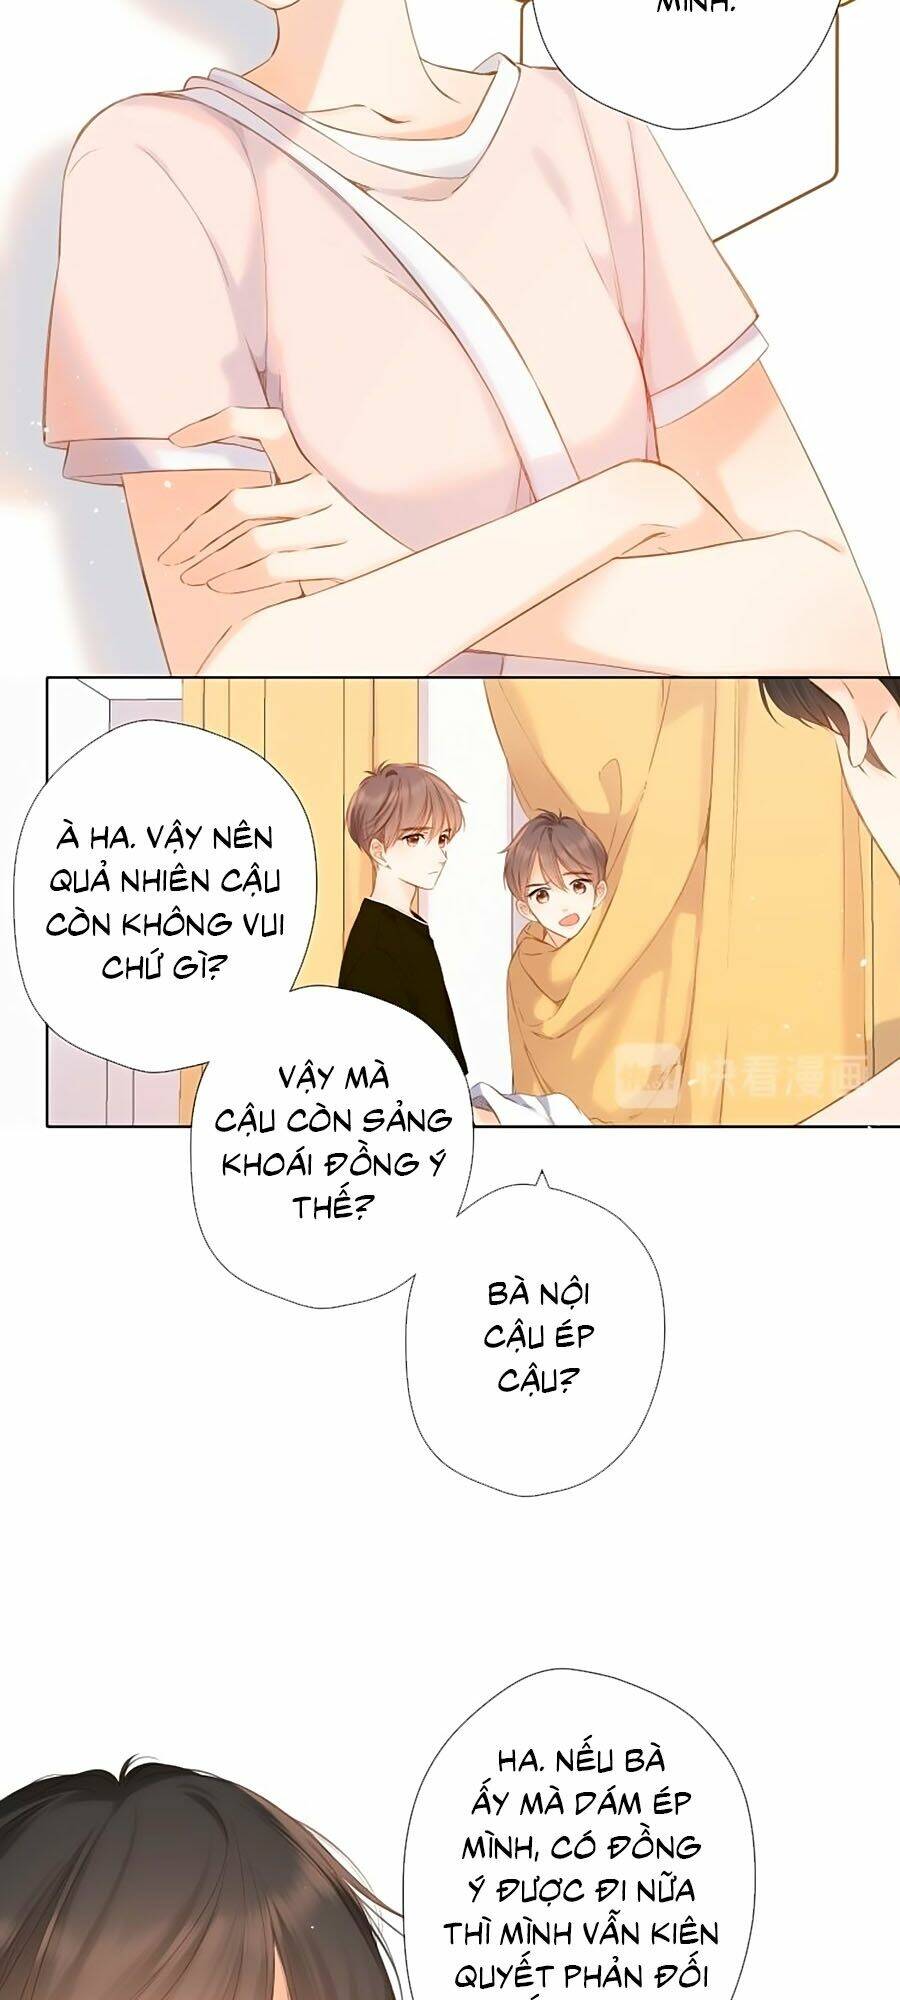 MÌNH.
À HA. VẬY NÊN
QUẢ NHIÊN CẬU
CÒN KHÔNG VUI
CHỨ GÌ?
VẬY MÀ
CẬU CÒN SẢNG
KHOÁI ĐỒNG Ý
THẾ?
快看漫画
BÀ NỘI
CẬU ÉP
CẬU?
HA. NẾU BÀ
ẤY MÀ DÁM ÉP
MÌNH, CÓ ĐỒNG
Ý ĐƯỢC ĐI NỮA
THÌ MÌNH VẪN KIÊN
QUYẾT PHẢN ĐỐI